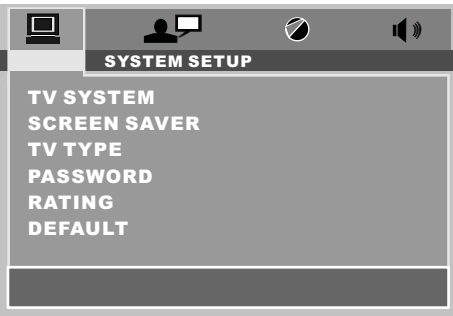 SYSTEM SETUP
TV SYSTEM
SCREEN SAVER
TV TYPE
PASSWORD
RATING
DEFAULT